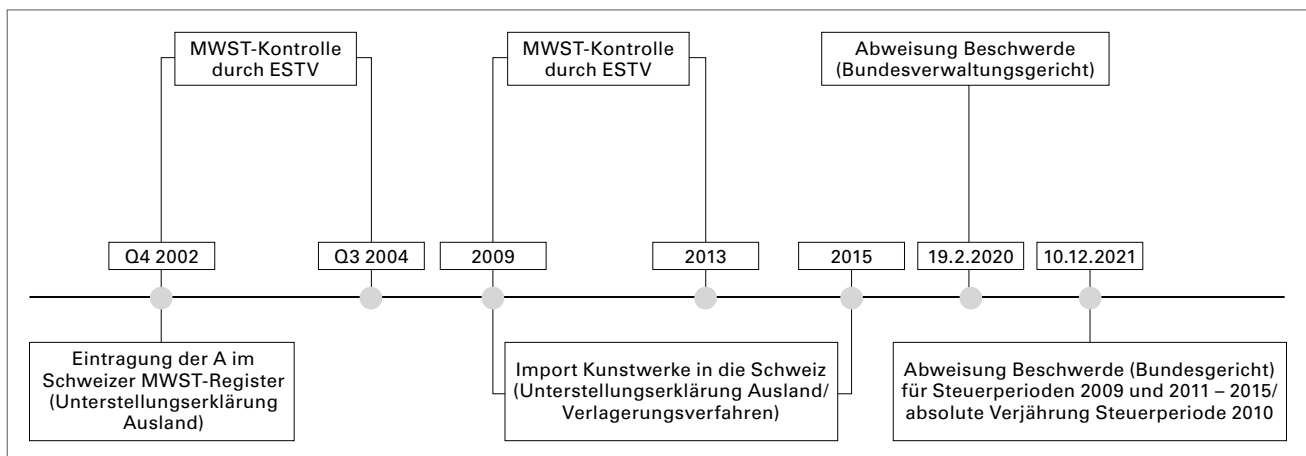 MWST-Kontrolle
durch ESTV
MWST-Kontrolle
durch ESTV
Abweisung Beschwerde
(Bundesverwaltungsgericht)
Q4 2002
Q3 2004
2009
2013
2015
19.2.2020
10.12.2021
Eintragung der A im
Schweizer MWST-Register
(Unterstellungserklärung
Ausland)
Import Kunstwerke in die Schweiz
(Unterstellungserklärung Ausland/
Verlagerungsverfahren)
Abweisung Beschwerde (Bundesgericht)
für Steuerperioden 2009 und 2011 – 2015/
absolute Verjährung Steuerperiode 2010